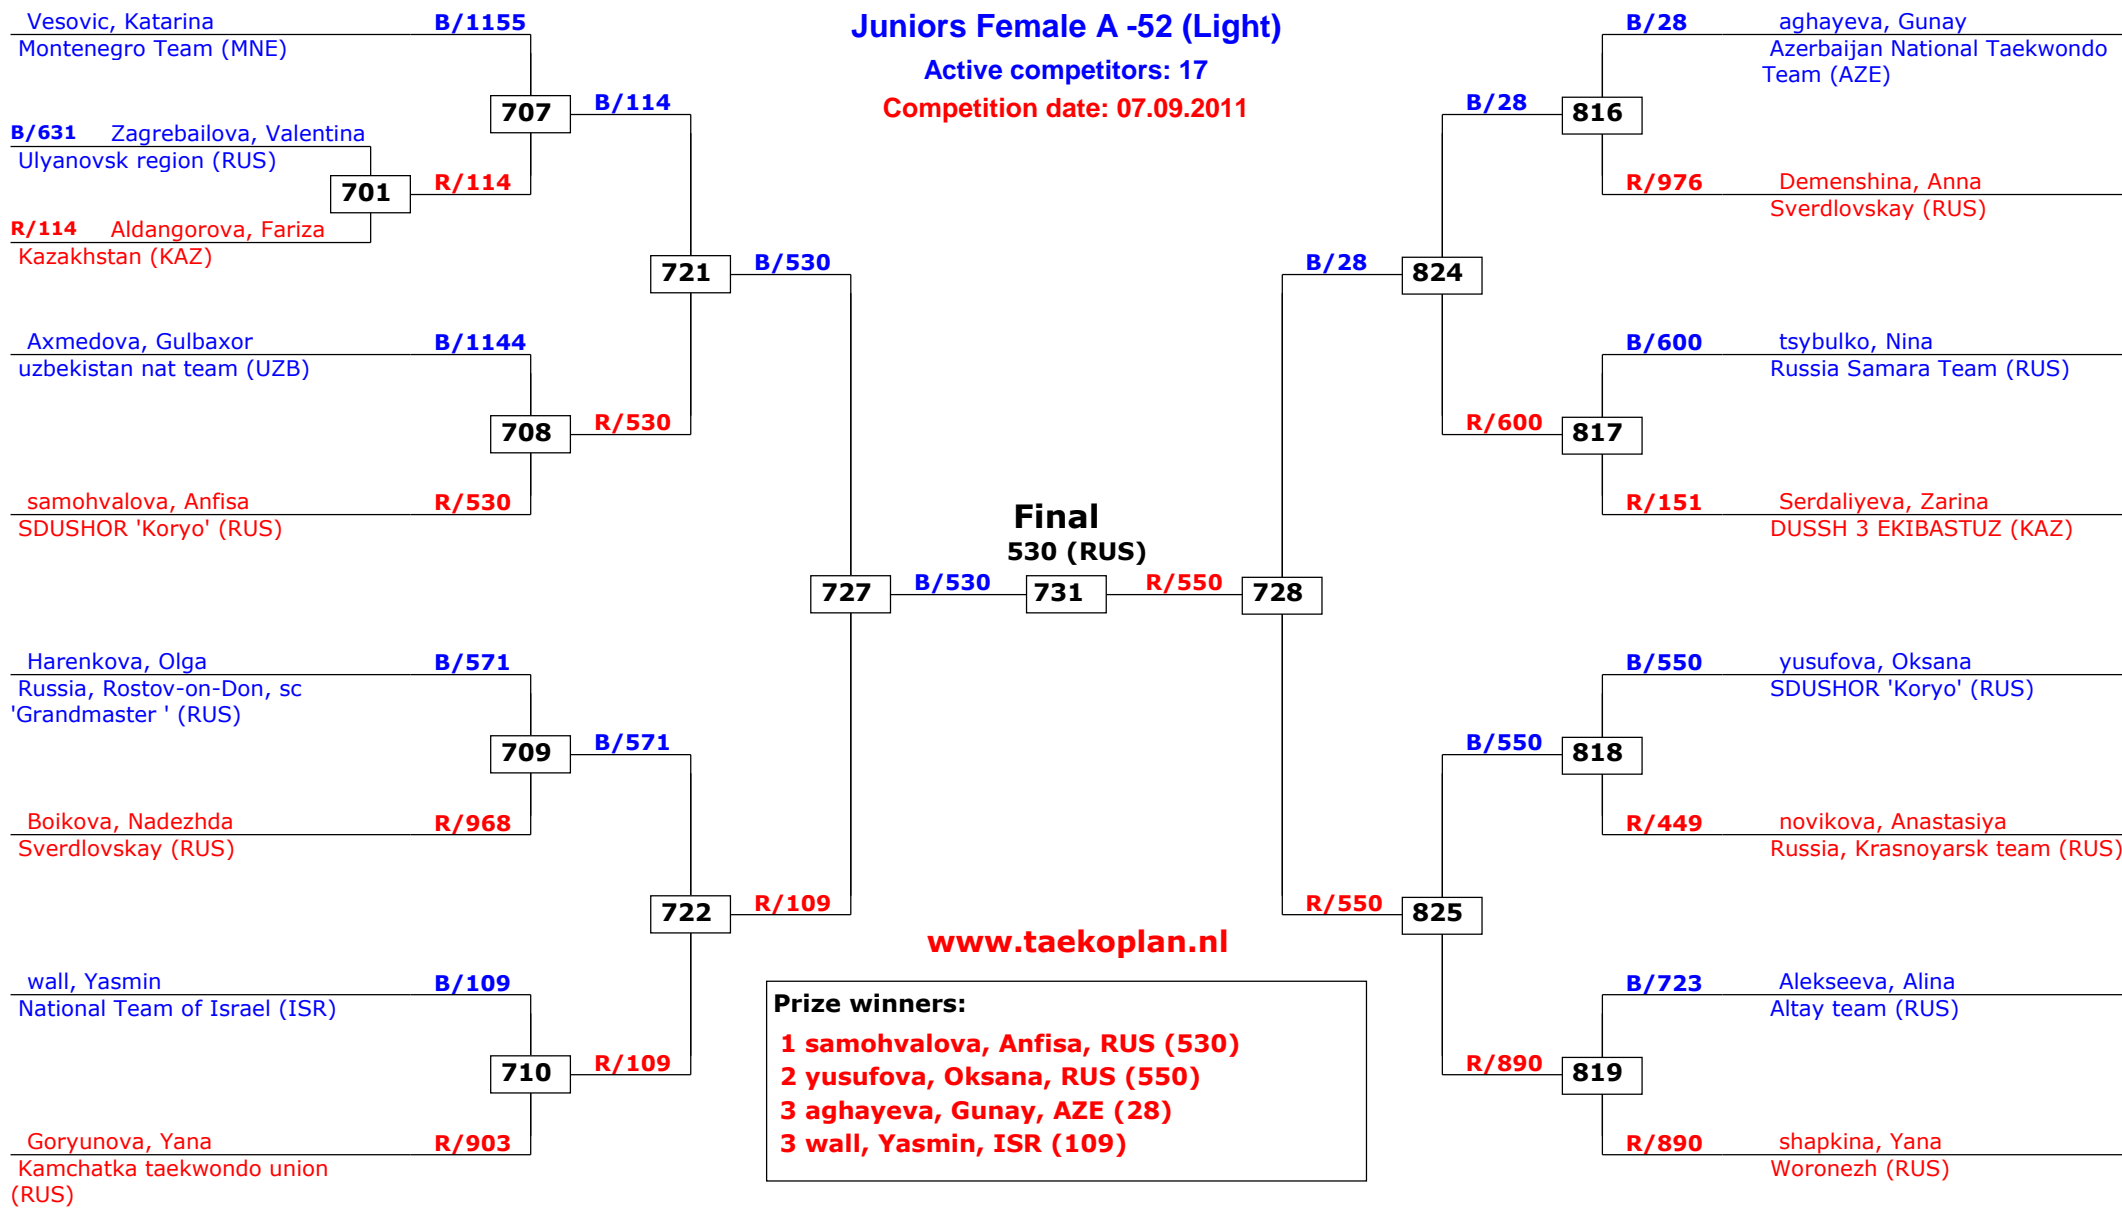 Juniors Female A -52 (Light)
Active competitors: 17
Competition date: 07.09.2011
Vesovic, Katarina B/1155
Montenegro Team (MNE)
707
B/114
B/631 Zagrebailova, Valentina
Ulyanovsk region (RUS)
701
R/114
R/114 Aldangorova, Fariza
Kazakhstan (KAZ)
721
B/530
Axmedova, Gulbaxor B/1144
uzbekistan nat team (UZB)
708
R/530
samohvalova, Anfisa R/530
SDUSHOR 'Koryo' (RUS)
727
B/530
Harenkova, Olga B/571
Russia, Rostov-on-Don, sc
'Grandmaster ' (RUS)
709
B/571
Boikova, Nadezhda R/968
Sverdlovskay (RUS)
722
R/109
wall, Yasmin B/109
National Team of Israel (ISR)
710
R/109
Goryunova, Yana R/903
Kamchatka taekwondo union
(RUS)
Final
530 (RUS)
731
R/550
728
B/28 aghayeva, Gunay
Azerbaijan National Taekwondo
Team (AZE)
B/28
816
R/976 Demenshina, Anna
Sverdlovskay (RUS)
B/28
824
B/600 tsybulko, Nina
Russia Samara Team (RUS)
R/600
817
R/151 Serdaliyeva, Zarina
DUSSH 3 EKIBASTUZ (KAZ)
B/550 yusufova, Oksana
SDUSHOR 'Koryo' (RUS)
B/550
818
R/449 novikova, Anastasiya
Russia, Krasnoyarsk team (RUS)
R/550
825
B/723 Alekseeva, Alina
Altay team (RUS)
R/890
819
R/890 shapkina, Yana
Woronezh (RUS)
www.taekoplan.nl
Prize winners:
1 samohvalova, Anfisa, RUS (530)
2 yusufova, Oksana, RUS (550)
3 aghayeva, Gunay, AZE (28)
3 wall, Yasmin, ISR (109)